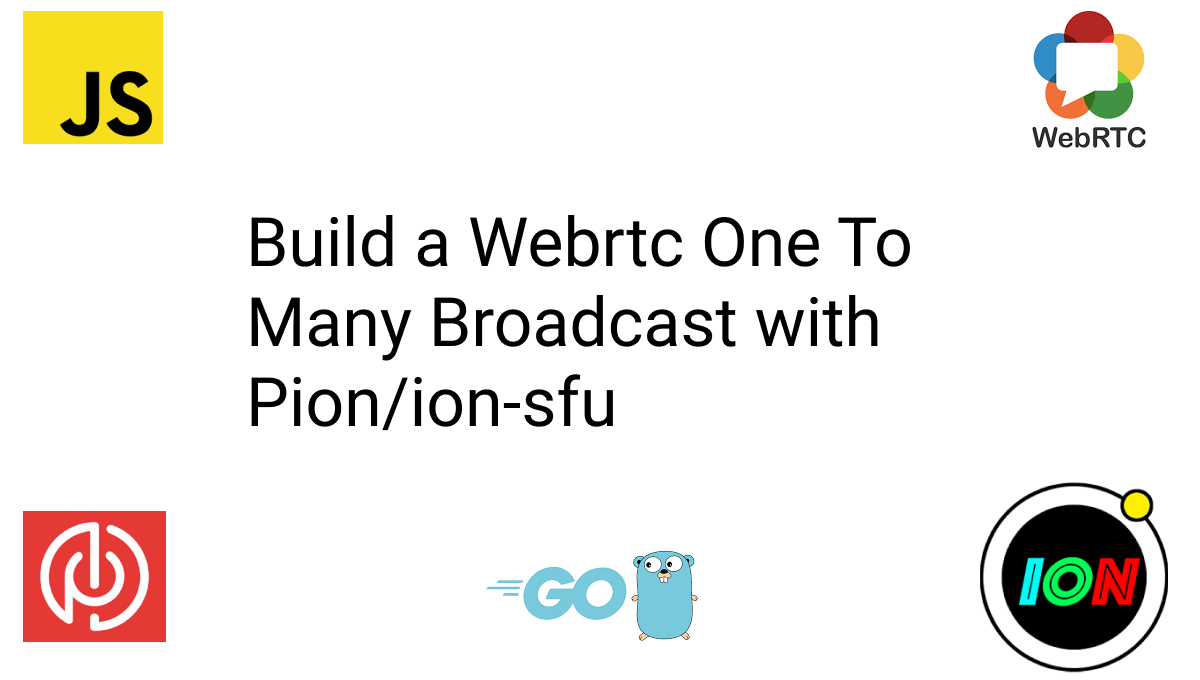 JS
WebRTC
Build a Webrtc One To
Many Broadcast with
Pion/ion-sfu
GO
ION